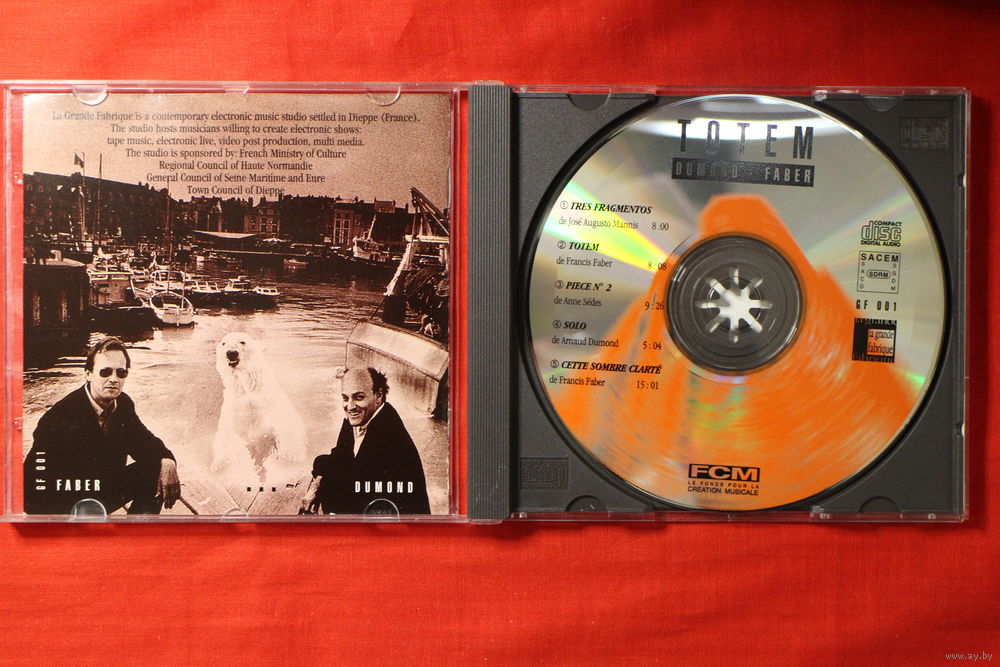 La Grande Fabrique is a contemporary electronic music studio settled in Dieppe (France).
The studio hosts musicians willing to create electronic shows:
tape music, electronic live, video post production, multi media.
The studio is sponsored by: French Ministry of Culture
Regional Council of Haute Normandie
General Council of Seine Maritime and Eure
Town Council of Dieppe
GF 001
FABER
...
DUMOND
TOTEM
DUMOND FABER
① TRES FRAGMENTOS
de José Augusto Mannis 8:00
② TOTEM
de Francis Faber 8:08
③ PIECE N° 2
de Anne Sédes 9:26
④ SOLO
de Arnaud Dumond 5:04
⑤ CETTE SOMBRE CLARTÉ
de Francis Faber 15:01
COMPACT
disc
DIGITAL AUDIO
SACEM
SACD
SDRM
SGDM
GF 001
la grande
fabrique
FCM
LE FONDS POUR LA
CREATION MUSICALE
www.ay.by